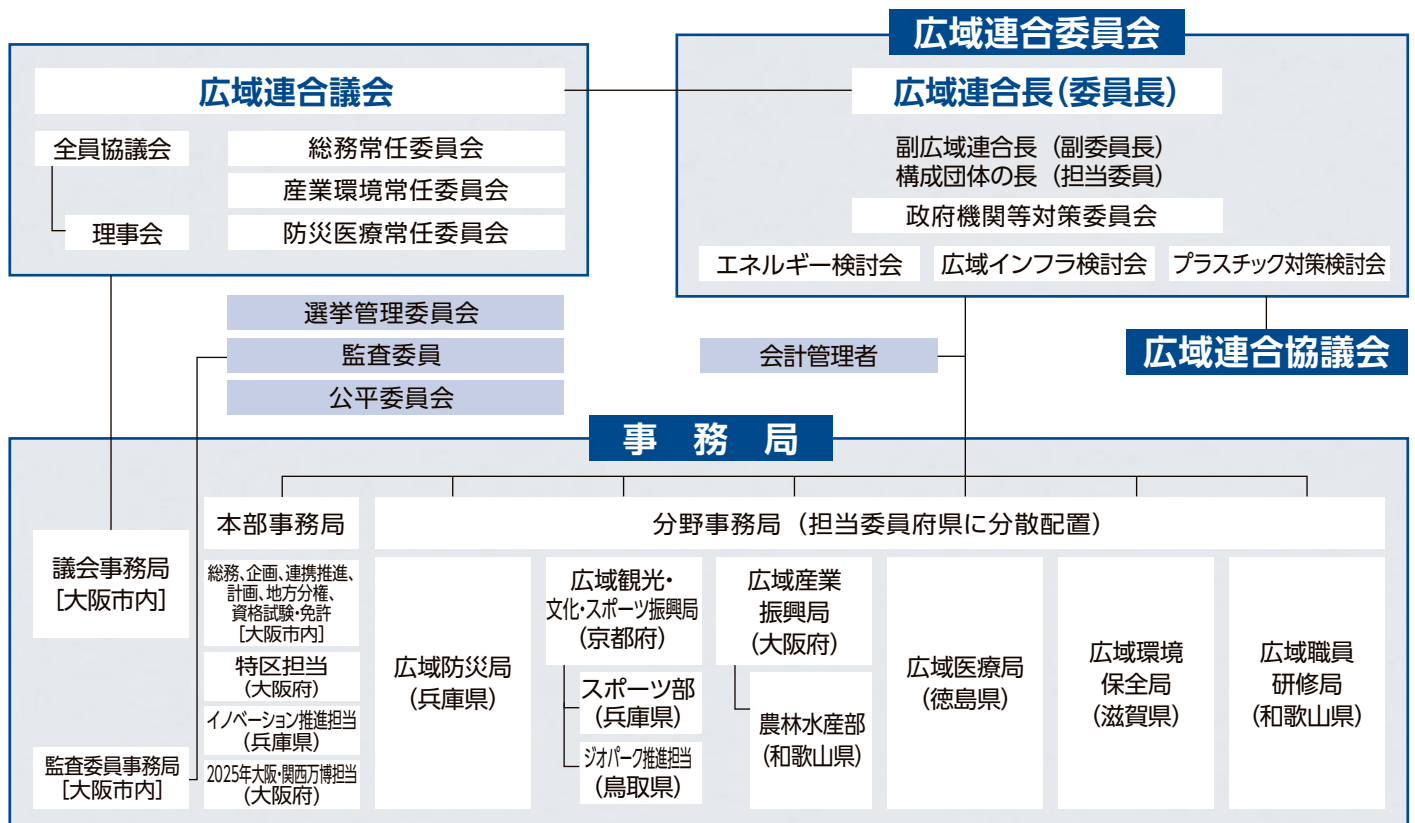 広域連合議会
全員協議会
理事会
総務常任委員会
産業環境常任委員会
防災医療常任委員会
広域連合委員会
広域連合長（委員長）
副広域連合長（副委員長）
構成団体の長（担当委員）
政府機関等対策委員会
エネルギー検討会
広域インフラ検討会
プラスチック対策検討会
選挙管理委員会
監査委員
公平委員会
会計管理者
広域連合協議会
事務局
議会事務局
[大阪市内]
監査委員事務局
[大阪市内]
本部事務局
総務、企画、連携推進、
計画、地方分権、
資格試験・免許
[大阪市内]
特区担当
（大阪府）
イノベーション推進担当
（兵庫県）
2025年大阪・関西万博担当
（大阪府）
分野事務局（担当委員府県に分散配置）
広域防災局
（兵庫県）
広域観光・
文化・スポーツ振興局
（京都府）
スポーツ部
（兵庫県）
ジオパーク推進担当
（鳥取県）
広域産業
振興局
（大阪府）
農林水産部
（和歌山県）
広域医療局
（徳島県）
広域環境
保全局
（滋賀県）
広域職員
研修局
（和歌山県）